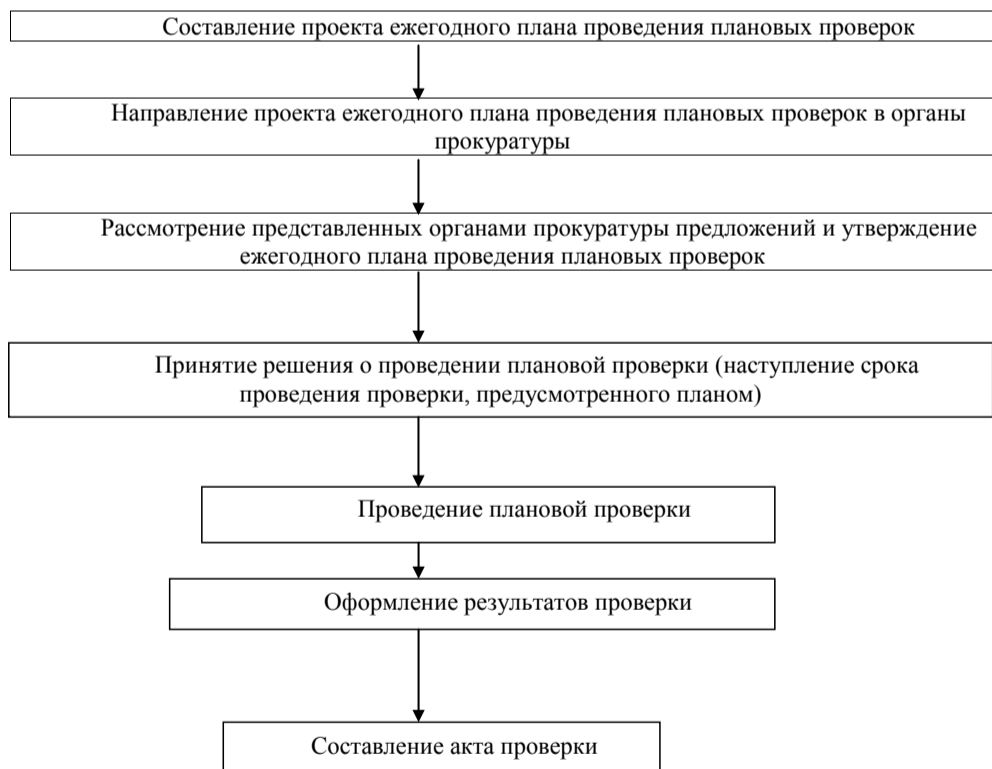 Составление проекта ежегодного плана проведения плановых проверок
Направление проекта ежегодного плана проведения плановых проверок в органы
прокуратуры
Рассмотрение представленных органами прокуратуры предложений и утверждение
ежегодного плана проведения плановых проверок
Принятие решения о проведении плановой проверки (наступление срока
проведения проверки, предусмотренного планом)
Проведение плановой проверки
Оформление результатов проверки
Составление акта проверки